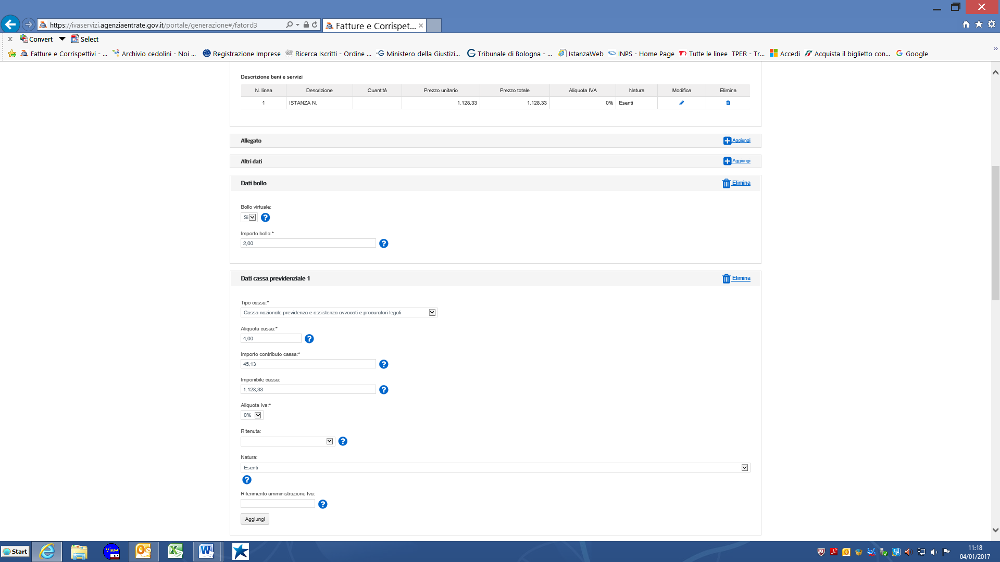 https://ivaservizi.agenziaentrate.gov.it/portale/generazione#/fatord3
Fatture e Corrispet...
Convert
Select
Fatture e Corrispettivi - ...
Archivio cedolini - Noi ...
Registrazione Imprese
Ricerca Iscritti - Ordine ...
Ministero della Giustizi...
Tribunale di Bologna - ...
IstanzaWeb
INPS - Home Page
Tutte le linee TPER - Tr...
Accedi
Acquista il biglietto con...
Google
Descrizione beni e servizi
N. linea Descrizione Quantità Prezzo unitario Prezzo totale Aliquota IVA Natura Modifica Elimina
1 ISTANZA N. 1.128,33 1.128,33 0% Esenti
Allegato Aggiungi
Altri dati Aggiungi
Dati bollo Elimina
Bollo virtuale:
Si
Importo bollo:*
2,00
Dati cassa previdenziale 1 Elimina
Tipo cassa:*
Cassa nazionale previdenza e assistenza avvocati e procuratori legali
Aliquota cassa:*
4,00
Importo contributo cassa:*
45,13
Imponibile cassa:
1.128,33
Aliquota Iva:*
0%
Ritenuta:
Natura:
Esenti
Riferimento amministrazione Iva:
Aggiungi
Start
View
N1
11:18
04/01/2017